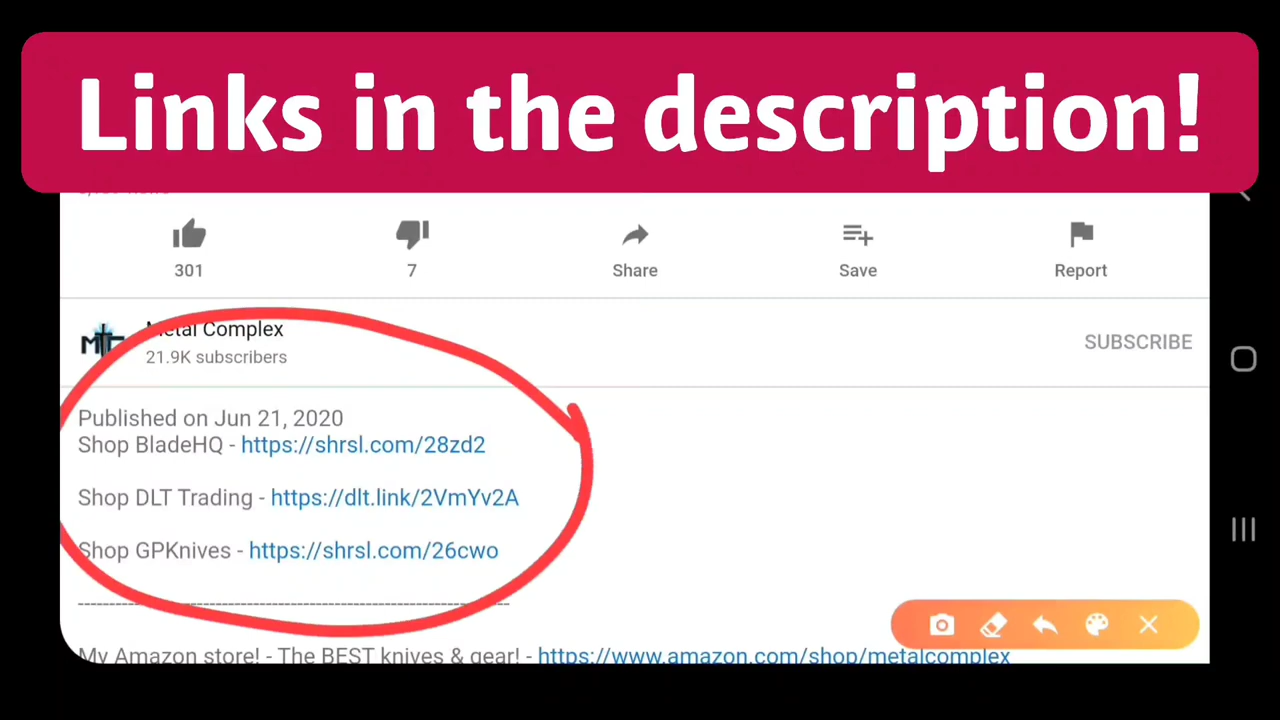 Links in the description!
301
7
Share
Save
Report
Metal Complex
21.9K subscribers
SUBSCRIBE
Published on Jun 21, 2020
Shop BladeHQ - https://shrsl.com/28zd2
Shop DLT Trading - https://dlt.link/2VmYv2A
Shop GPKnives - https://shrsl.com/26cwo
-----------------------------------------------------------------------
My Amazon store! - The BEST knives & gear! - https://www.amazon.com/shop/metalcomplex